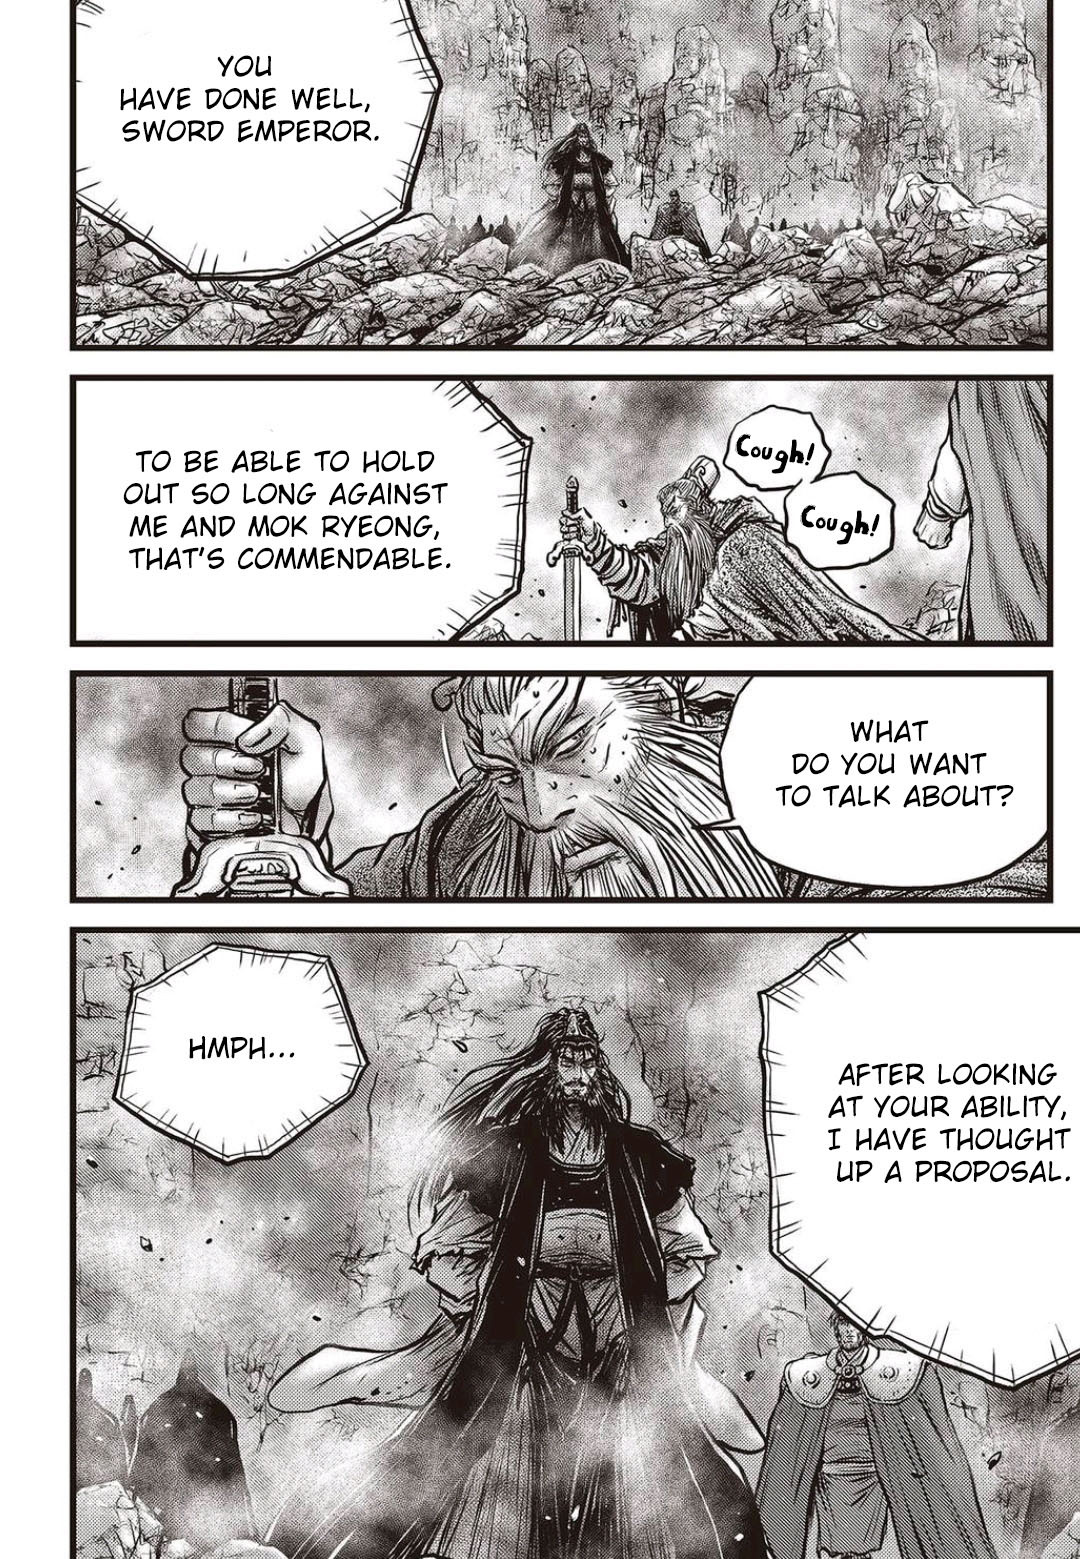 YOU
HAVE DONE WELL,
SWORD EMPEROR.
TO BE ABLE TO HOLD
OUT SO LONG AGAINST
ME AND MOK RYEONG,
THAT'S COMMENDABLE.
Cough!
Cough!
WHAT
DO YOU WANT
TO TALK ABOUT?
HMPH...
AFTER LOOKING
AT YOUR ABILITY,
I HAVE THOUGHT
UP A PROPOSAL.